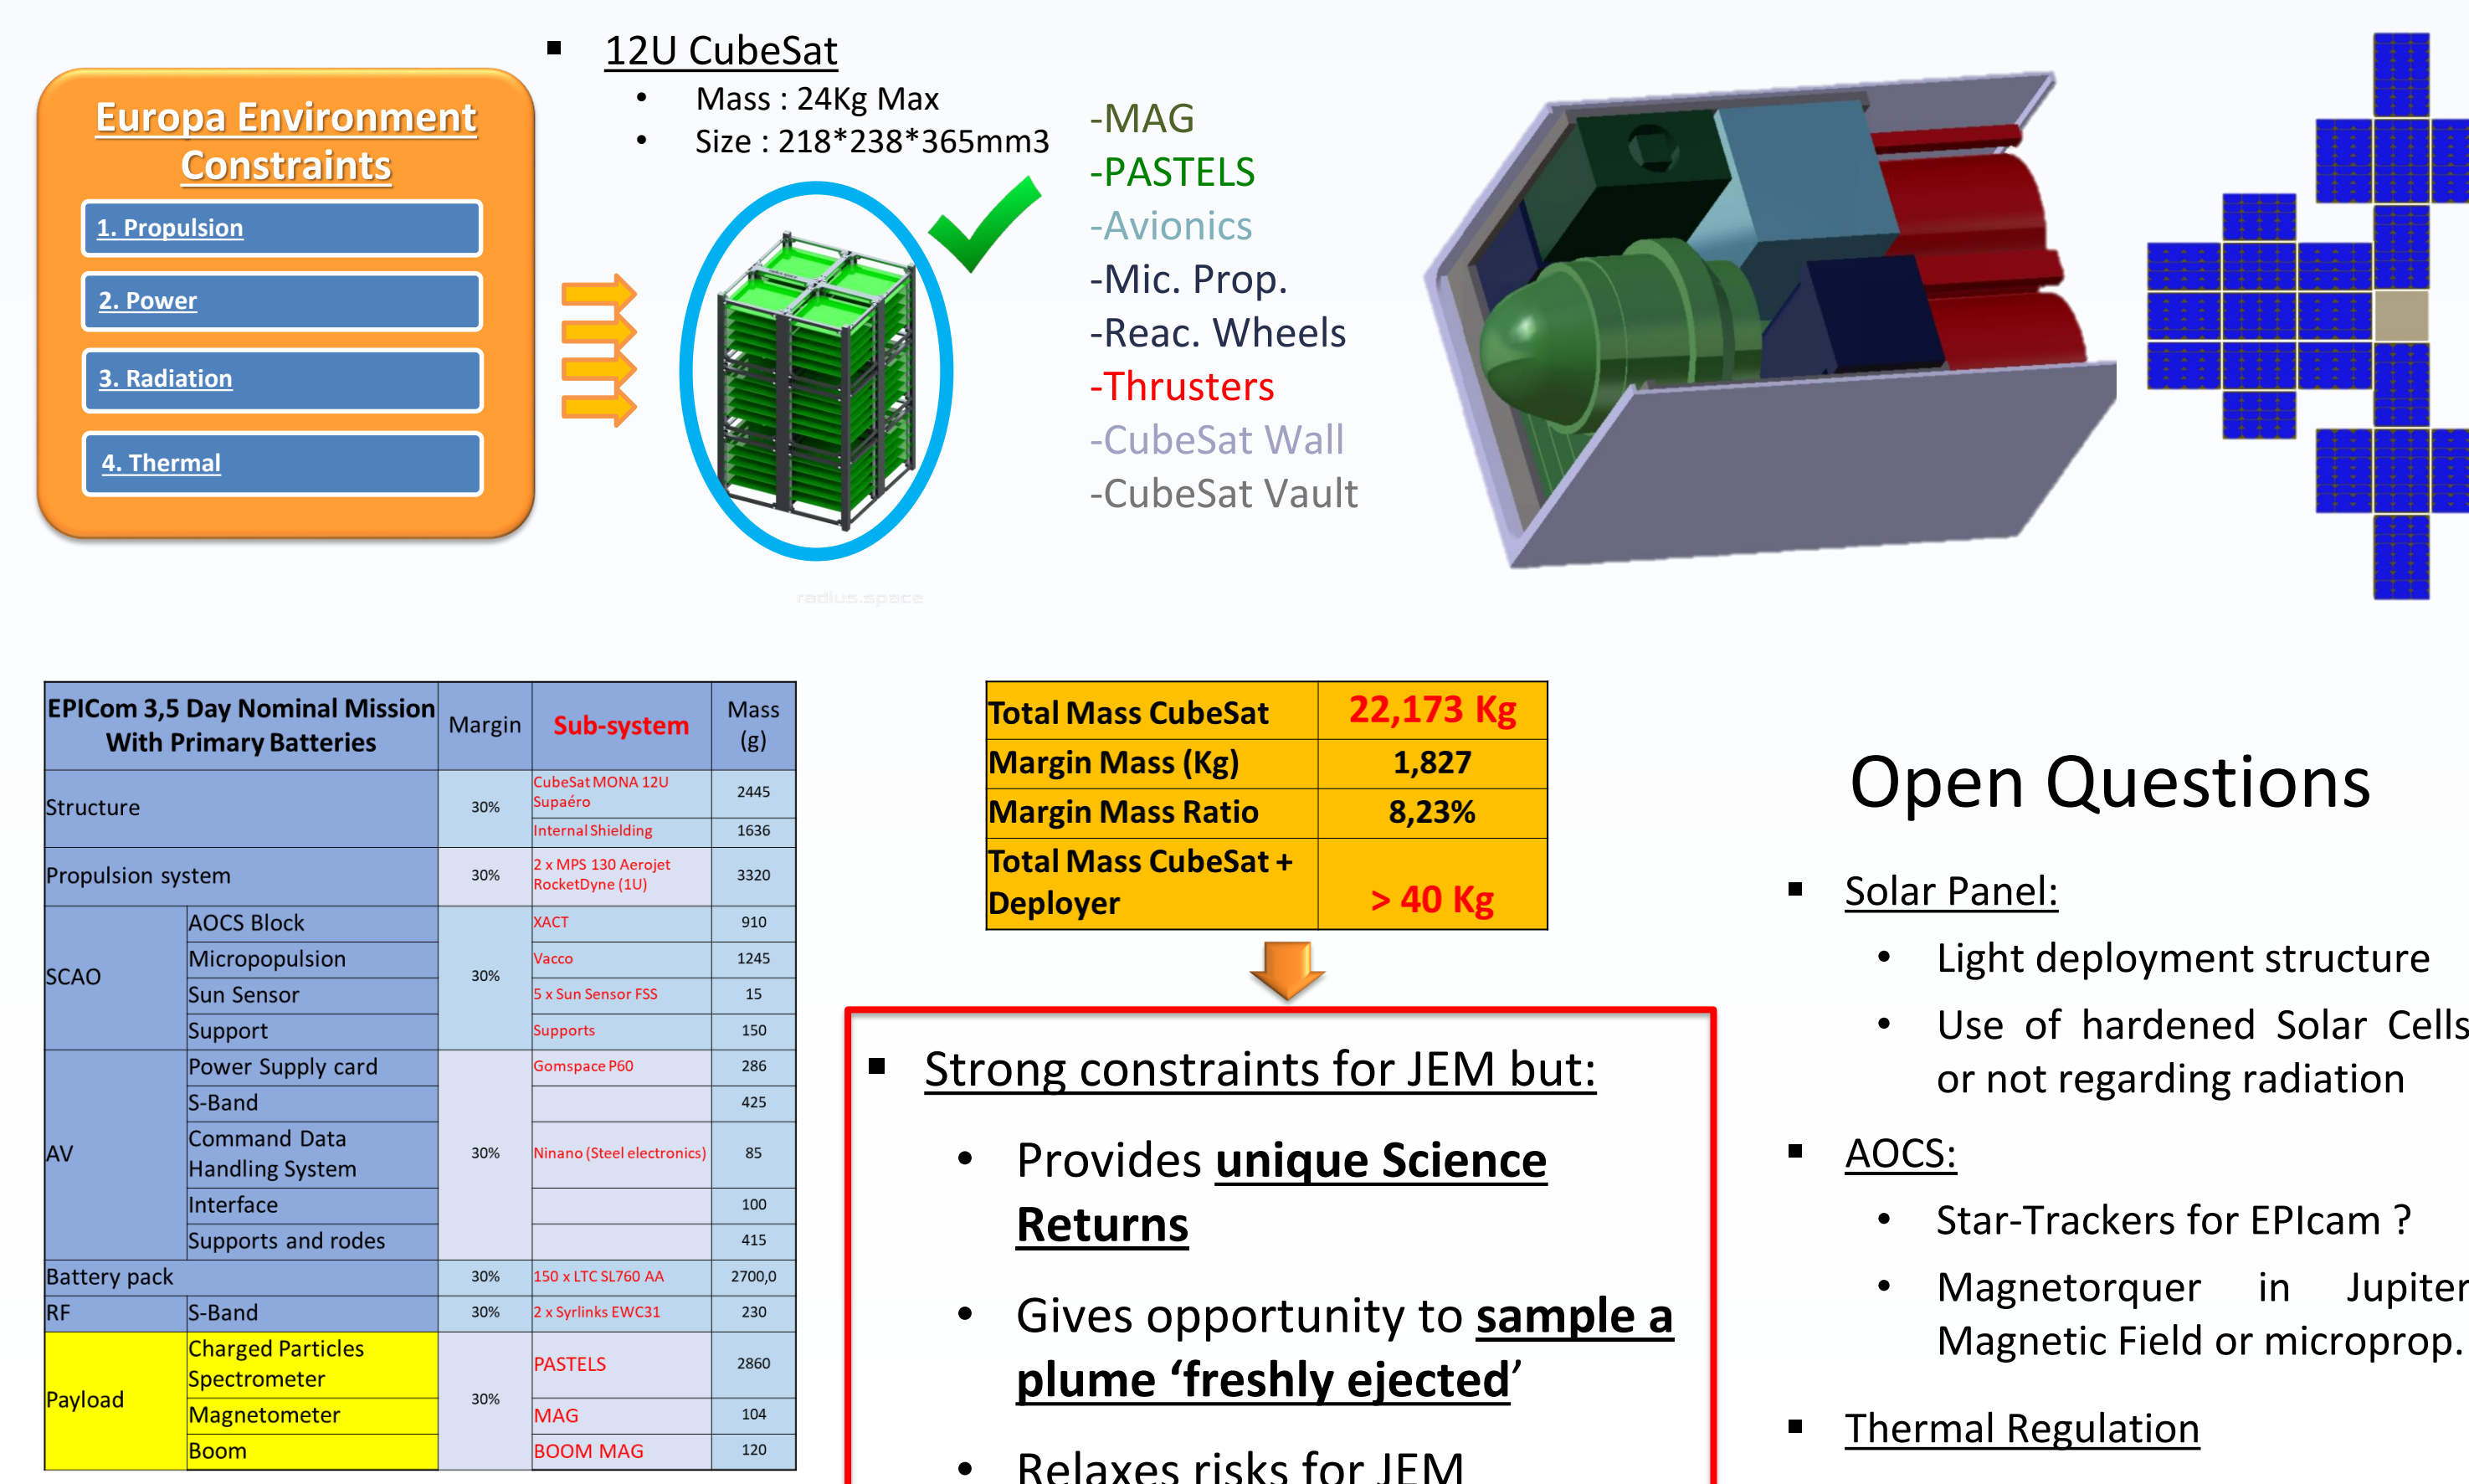 Europa Environment
Constraints
1. Propulsion
2. Power
3. Radiation
4. Thermal
▪ 12U CubeSat
• Mass : 24Kg Max
• Size : 218*238*365mm3
radius.space
-MAG
-PASTELS
-Avionics
-Mic. Prop.
-Reac. Wheels
-Thrusters
-CubeSat Wall
-CubeSat Vault
EPICom 3,5 Day Nominal Mission
With Primary Batteries
Margin
Sub-system
Mass
(g)
Structure
30%
CubeSat MONA 12U
Supaéro
2445
Internal Shielding
1636
Propulsion system
30%
2 x MPS 130 Aerojet
RocketDyne (1U)
3320
SCAO
AOCS Block
30%
XACT
910
Micropopulsion
Vacco
1245
Sun Sensor
5 x Sun Sensor FSS
15
Support
Supports
150
AV
Power Supply card
30%
Gomspace P60
286
S-Band
425
Command Data
Handling System
Ninano (Steel electronics)
85
Interface
100
Supports and rodes
415
Battery pack
30%
150 x LTC SL760 AA
2700,0
RF
S-Band
30%
2 x Syrlinks EWC31
230
Payload
Charged Particles
Spectrometer
30%
PASTELS
2860
Magnetometer
MAG
104
Boom
BOOM MAG
120
Total Mass CubeSat
22,173 Kg
Margin Mass (Kg)
1,827
Margin Mass Ratio
8,23%
Total Mass CubeSat +
Deployer
> 40 Kg
▪ Strong constraints for JEM but:
• Provides unique Science
Returns
• Gives opportunity to sample a
plume ‘freshly ejected’
• Relaxes risks for JEM
Open Questions
▪ Solar Panel:
• Light deployment structure
• Use of hardened Solar Cells
or not regarding radiation
▪ AOCS:
• Star-Trackers for EPIcam ?
• Magnetorquer in Jupiter
Magnetic Field or microprop.
▪ Thermal Regulation